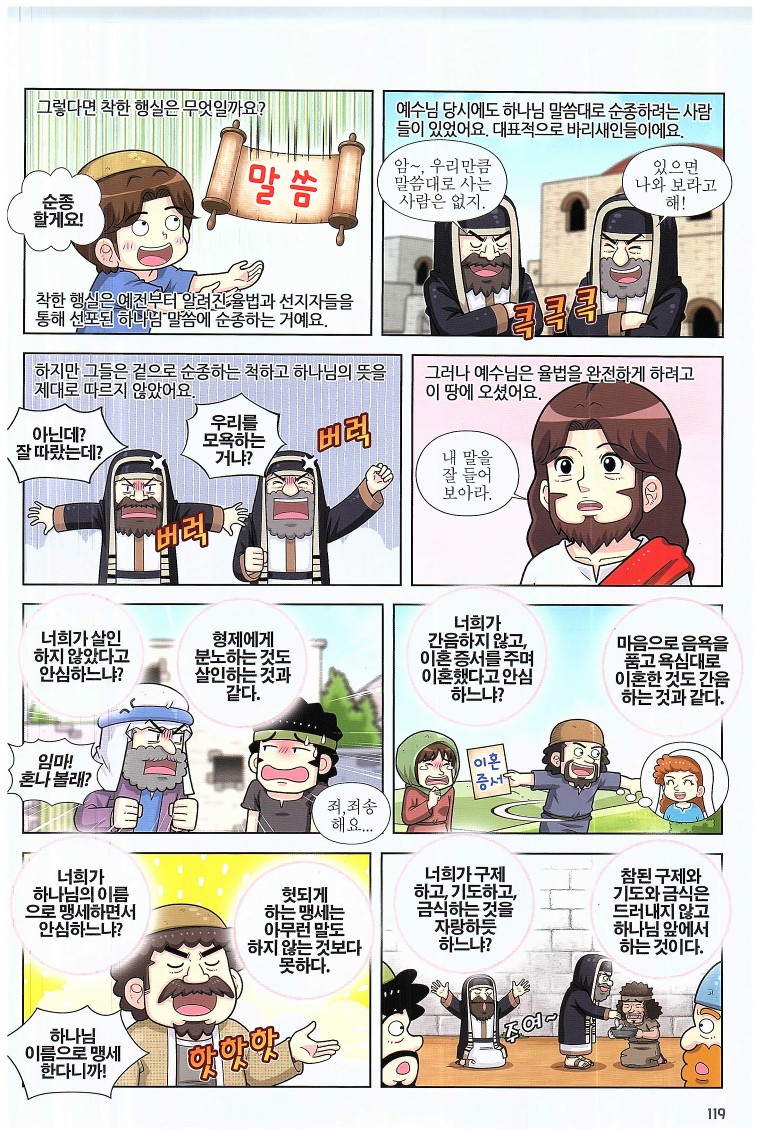 그렇다면 착한 행실은 무엇일까요?
말씀
순종
할게요!
착한 행실은 예전부터 알려진 율법과 선지자들을
통해 선포된 하나님 말씀에 순종하는 거예요.
예수님 당시에도 하나님 말씀대로 순종하려는 사람
들이 있었어요. 대표적으로 바리새인들이에요.
암~, 우리만큼
말씀대로 사는
사람은 없지.
있으면
나와 보라고
해!
큭큭큭
하지만 그들은 겉으로 순종하는 척하고 하나님의 뜻을
제대로 따르지 않았어요.
아닌데?
잘 따랐는데?
버럭
우리를
모욕하는
거냐?
버럭
그러나 예수님은 율법을 완전하게 하려고
이 땅에 오셨어요.
내 말을
잘 들어
보아라.
너희가 살인
하지 않았다고
안심하느냐?
형제에게
분노하는 것도
살인하는 것과
같다.
임마!
혼나 볼래?
죄,죄송
해요...
너희가
간음하지 않고,
이혼 증서를 주며
이혼했다고 안심
하느냐?
마음으로 음욕을
품고 욕심대로
이혼한 것도 간음
하는 것과 같다.
이혼
증서
너희가
하나님의 이름
으로 맹세하면서
안심하느냐?
헛되게
하는 맹세는
아무런 말도
하지 않는 것보다
못하다.
하나님
이름으로 맹세
한다니까!
핫핫핫
너희가 구제
하고, 기도하고,
금식하는 것을
자랑하듯
하느냐?
참된 구제와
기도와 금식은
드러내지 않고
하나님 앞에서
하는 것이다.
주여~
119